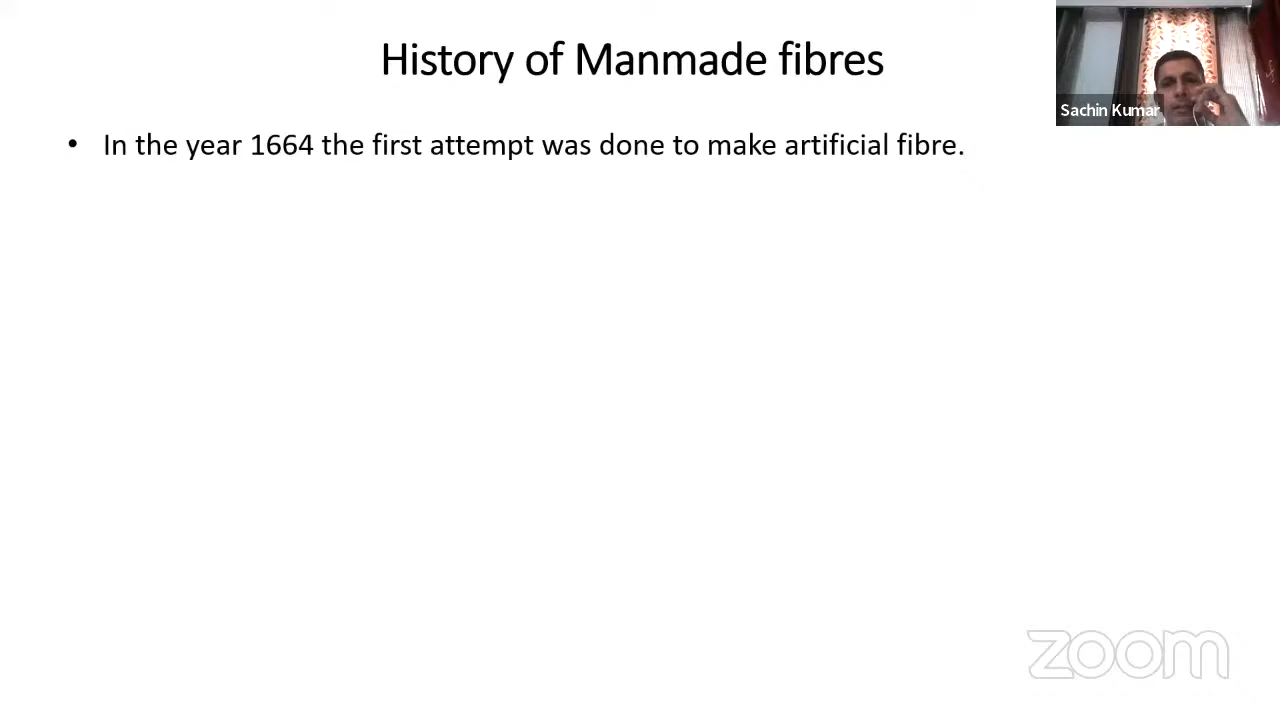 History of Manmade fibres
Sachin Kumar
• In the year 1664 the first attempt was done to make artificial fibre.
zoom